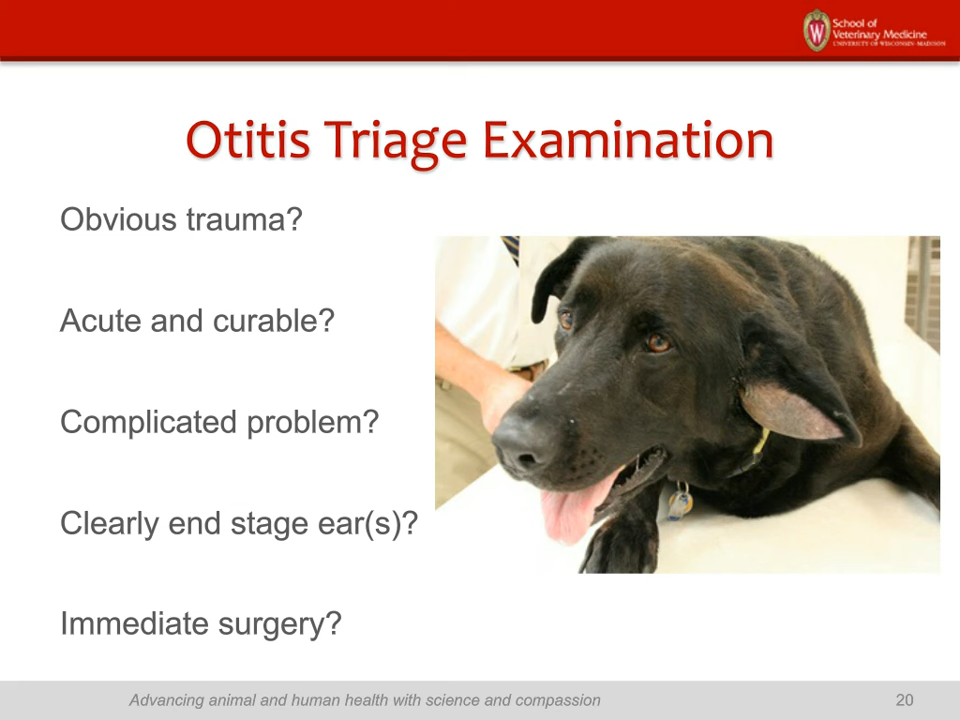 School of
Veterinary Medicine
UNIVERSITY OF WISCONSIN-MADISON
Otitis Triage Examination
Obvious trauma?
Acute and curable?
Complicated problem?
Clearly end stage ear(s)?
Immediate surgery?
Advancing animal and human health with science and compassion
20